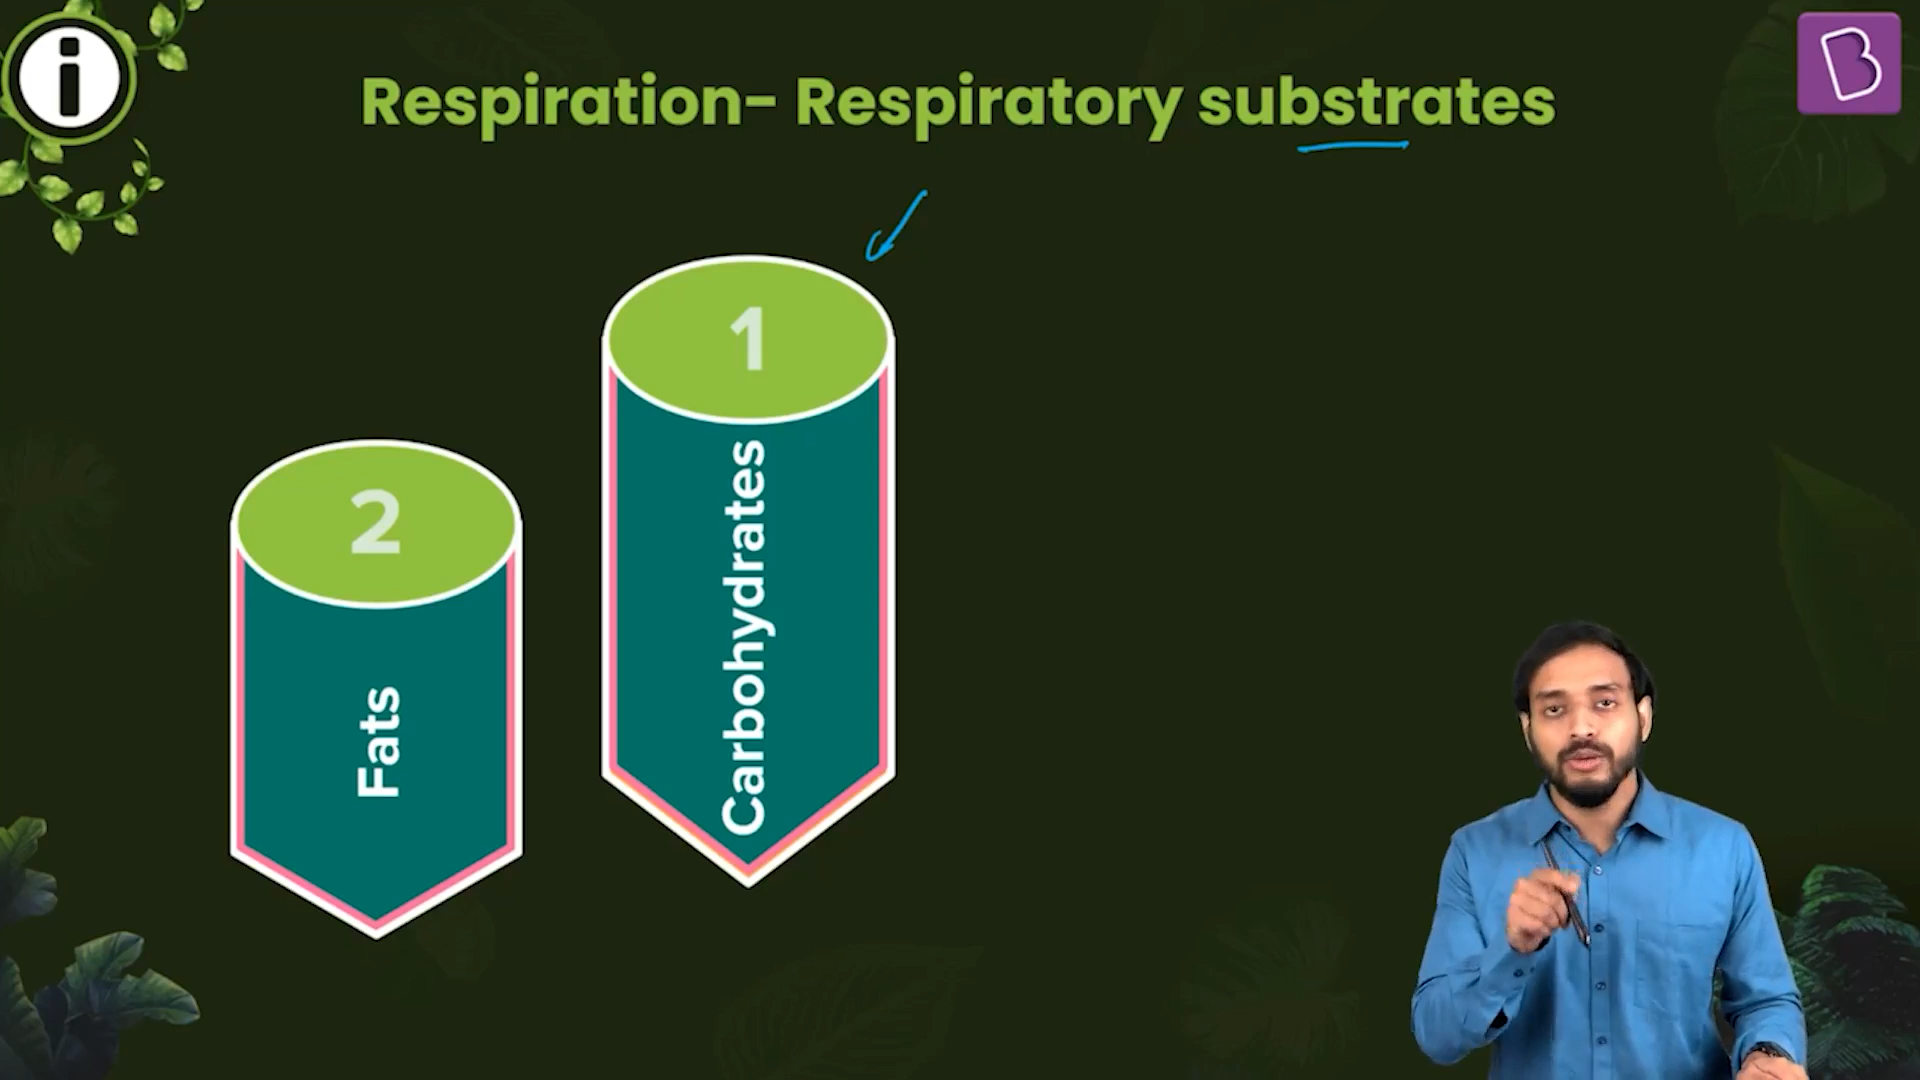 i
B
Respiration- Respiratory substrates
1
Carbohydrates
2
Fats